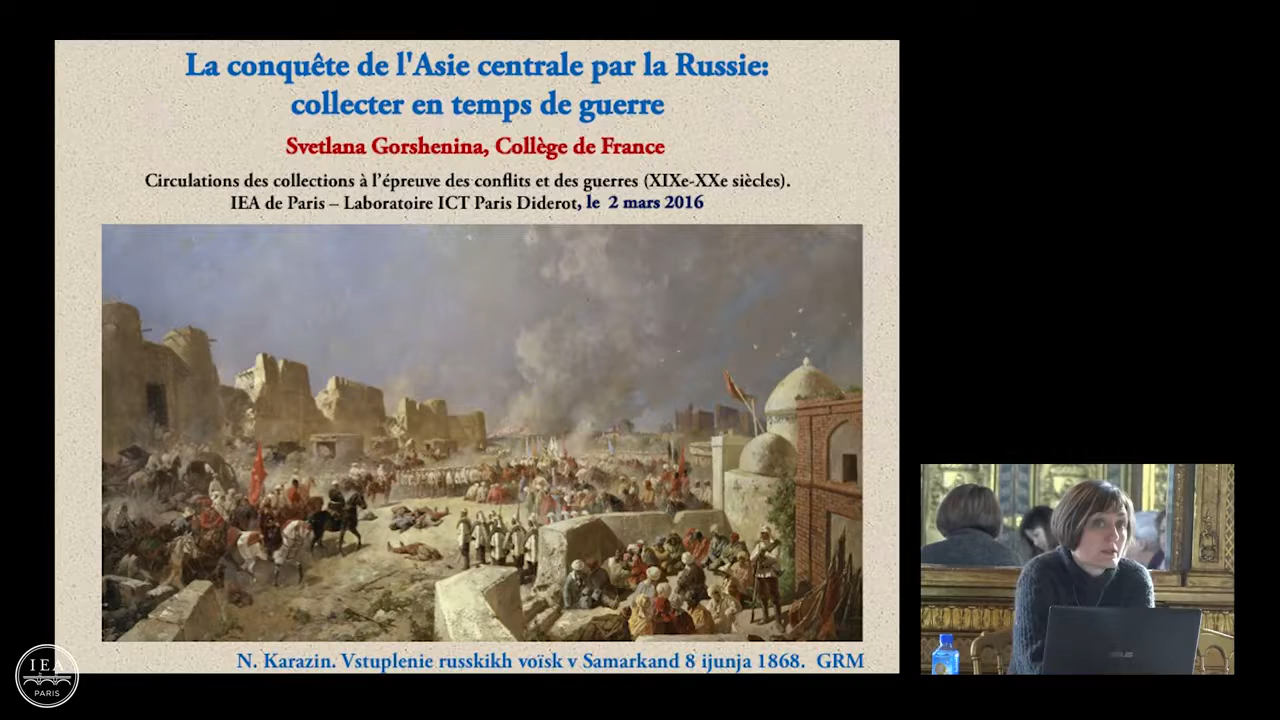 La conquête de l'Asie centrale par la Russie:
collecter en temps de guerre
Svetlana Gorshenina, Collège de France
Circulations des collections à l’épreuve des conflits et des guerres (XIXe-XXe siècles).
IEA de Paris – Laboratoire ICT Paris Diderot, le 2 mars 2016
N. Karazin. Vstuplenie russkikh voïsk v Samarkand 8 ijunja 1868. GRM
IEA
PARIS
ASUS